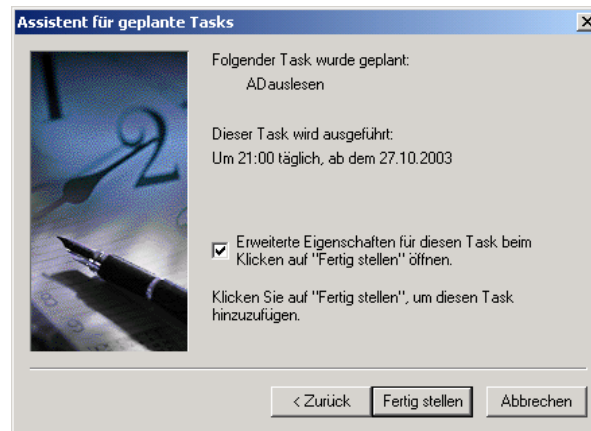 Assistent für geplante Tasks
Folgender Task wurde geplant:
ADauslesen
Dieser Task wird ausgeführt:
Um 21:00 täglich, ab dem 27.10.2003
Erweiterte Eigenschaften für diesen Task beim
Klicken auf "Fertig stellen" öffnen.
Klicken Sie auf "Fertig stellen", um diesen Task
hinzuzufügen.
< Zurück
Fertig stellen
Abbrechen